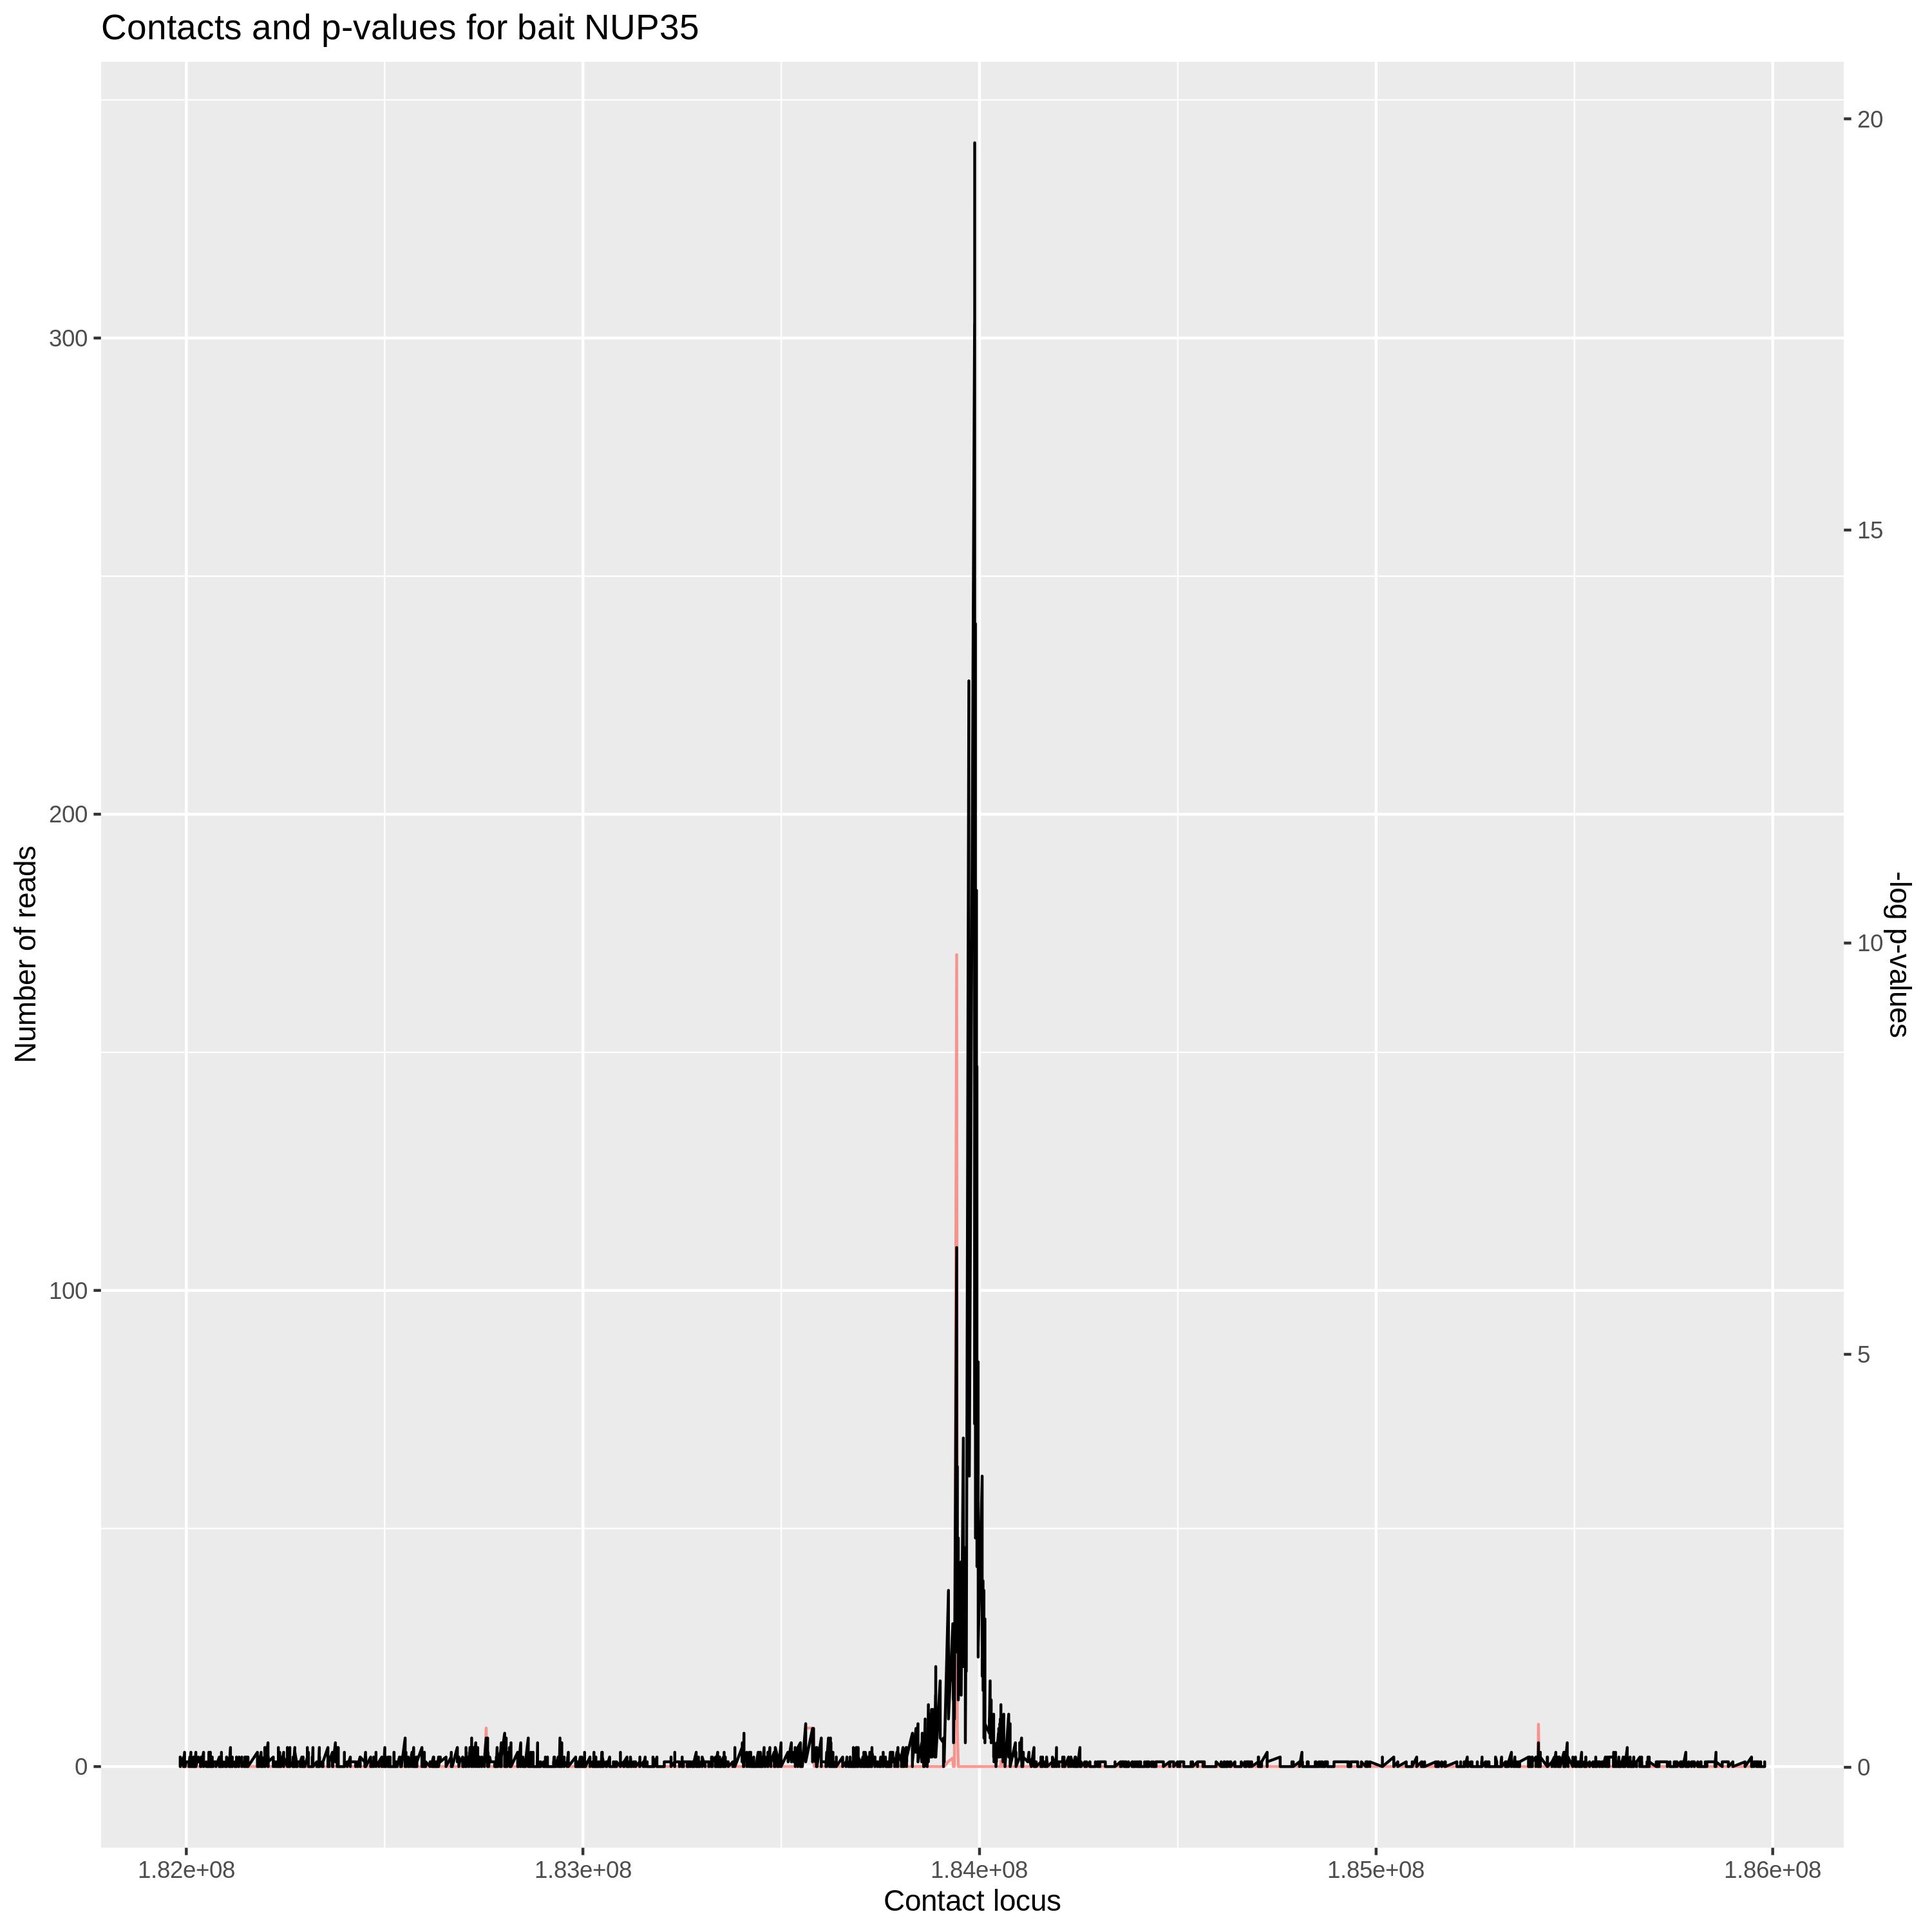 Contacts and p-values for bait NUP35
Number of reads
300
200
100
0
20
15
10
5
0
-log p-values
1.82e+08
1.83e+08
1.84e+08
1.85e+08
1.86e+08
Contact locus